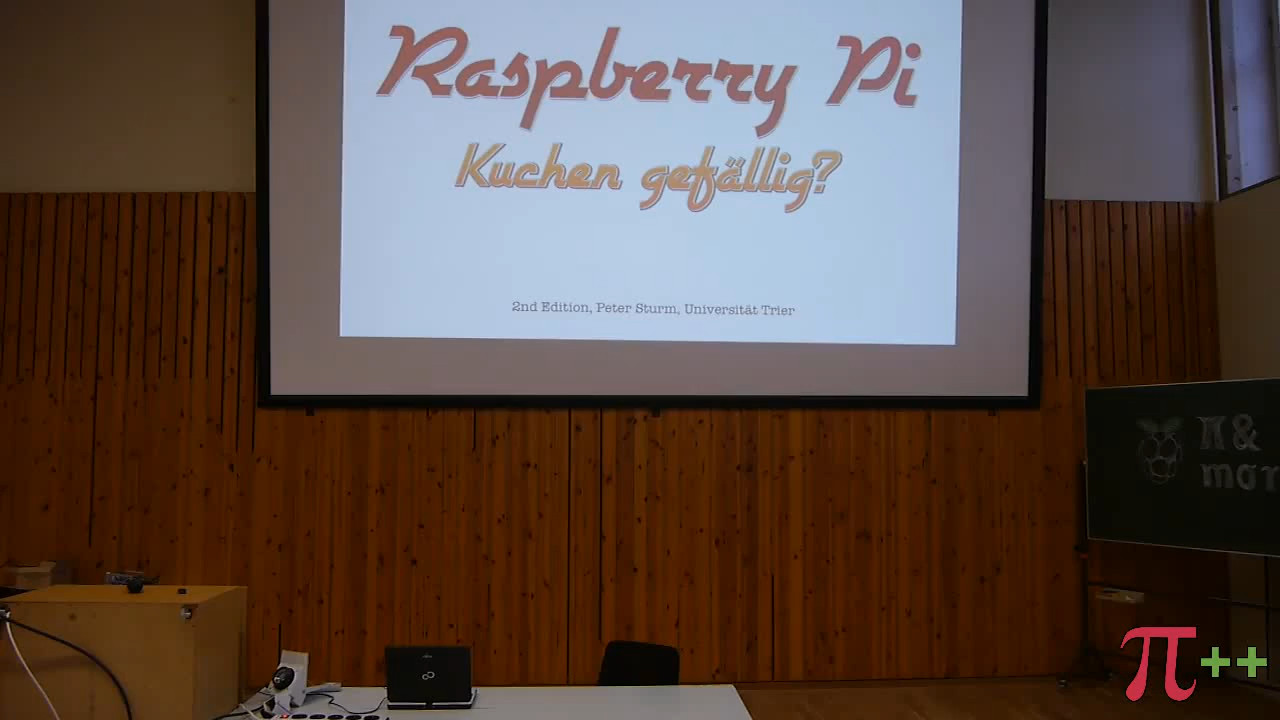 Raspberry Pi
Kuchen gefällig?
2nd Edition, Peter Sturm, Universität Trier
π &
π++